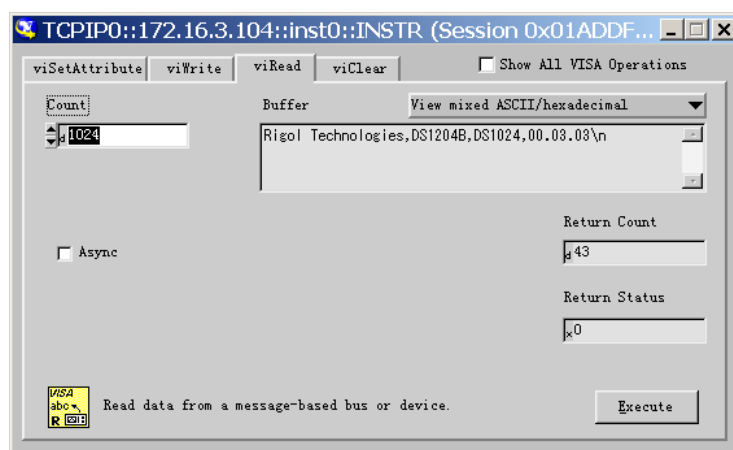 TCPIP0::172.16.3.104::inst0::INSTR (Session 0x01ADDF...
viSetAttribute viWrite viRead viClear Show All VISA Operations
Count Buffer View mixed ASCII/hexadecimal
d 1024 Rigol Technologies,DS1204B,DS1024,00.03.03\n
Return Count
Async d 43
Return Status
x 0
VISA
abc
R
Read data from a message-based bus or device. Execute